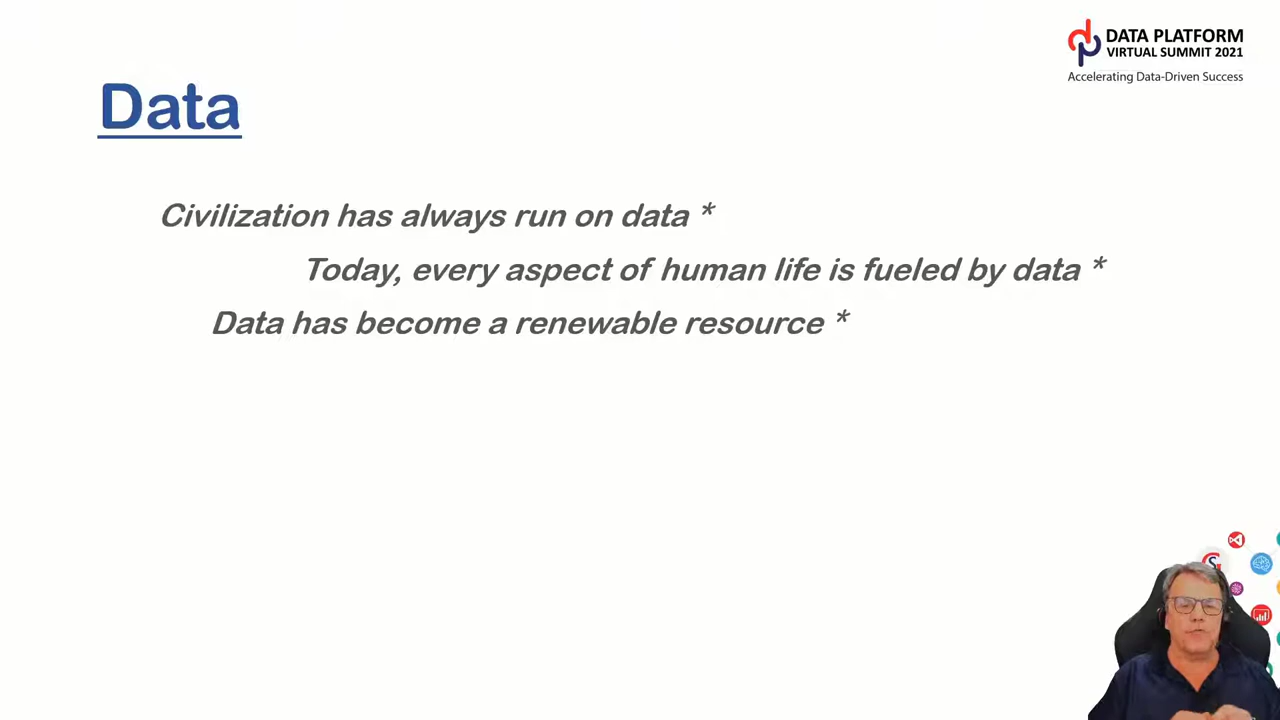 DATA PLATFORM
VIRTUAL SUMMIT 2021
Accelerating Data-Driven Success
Data
Civilization has always run on data *
Today, every aspect of human life is fueled by data *
Data has become a renewable resource *